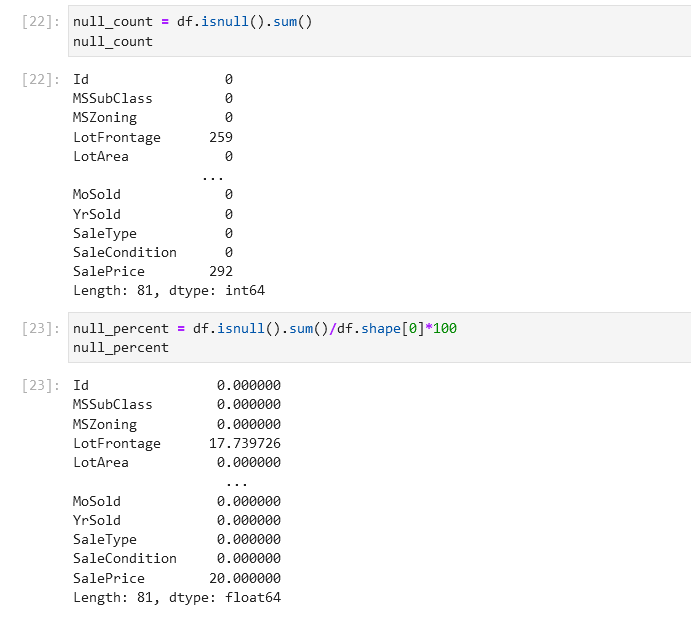 [22]: null_count = df.isnull().sum()
null_count
[22]: Id 0
MSSubClass 0
MSZoning 0
LotFrontage 259
LotArea 0
...
MoSold 0
YrSold 0
SaleType 0
SaleCondition 0
SalePrice 292
Length: 81, dtype: int64
[23]: null_percent = df.isnull().sum()/df.shape[0]*100
null_percent
[23]: Id 0.000000
MSSubClass 0.000000
MSZoning 0.000000
LotFrontage 17.739726
LotArea 0.000000
...
MoSold 0.000000
YrSold 0.000000
SaleType 0.000000
SaleCondition 0.000000
SalePrice 20.000000
Length: 81, dtype: float64